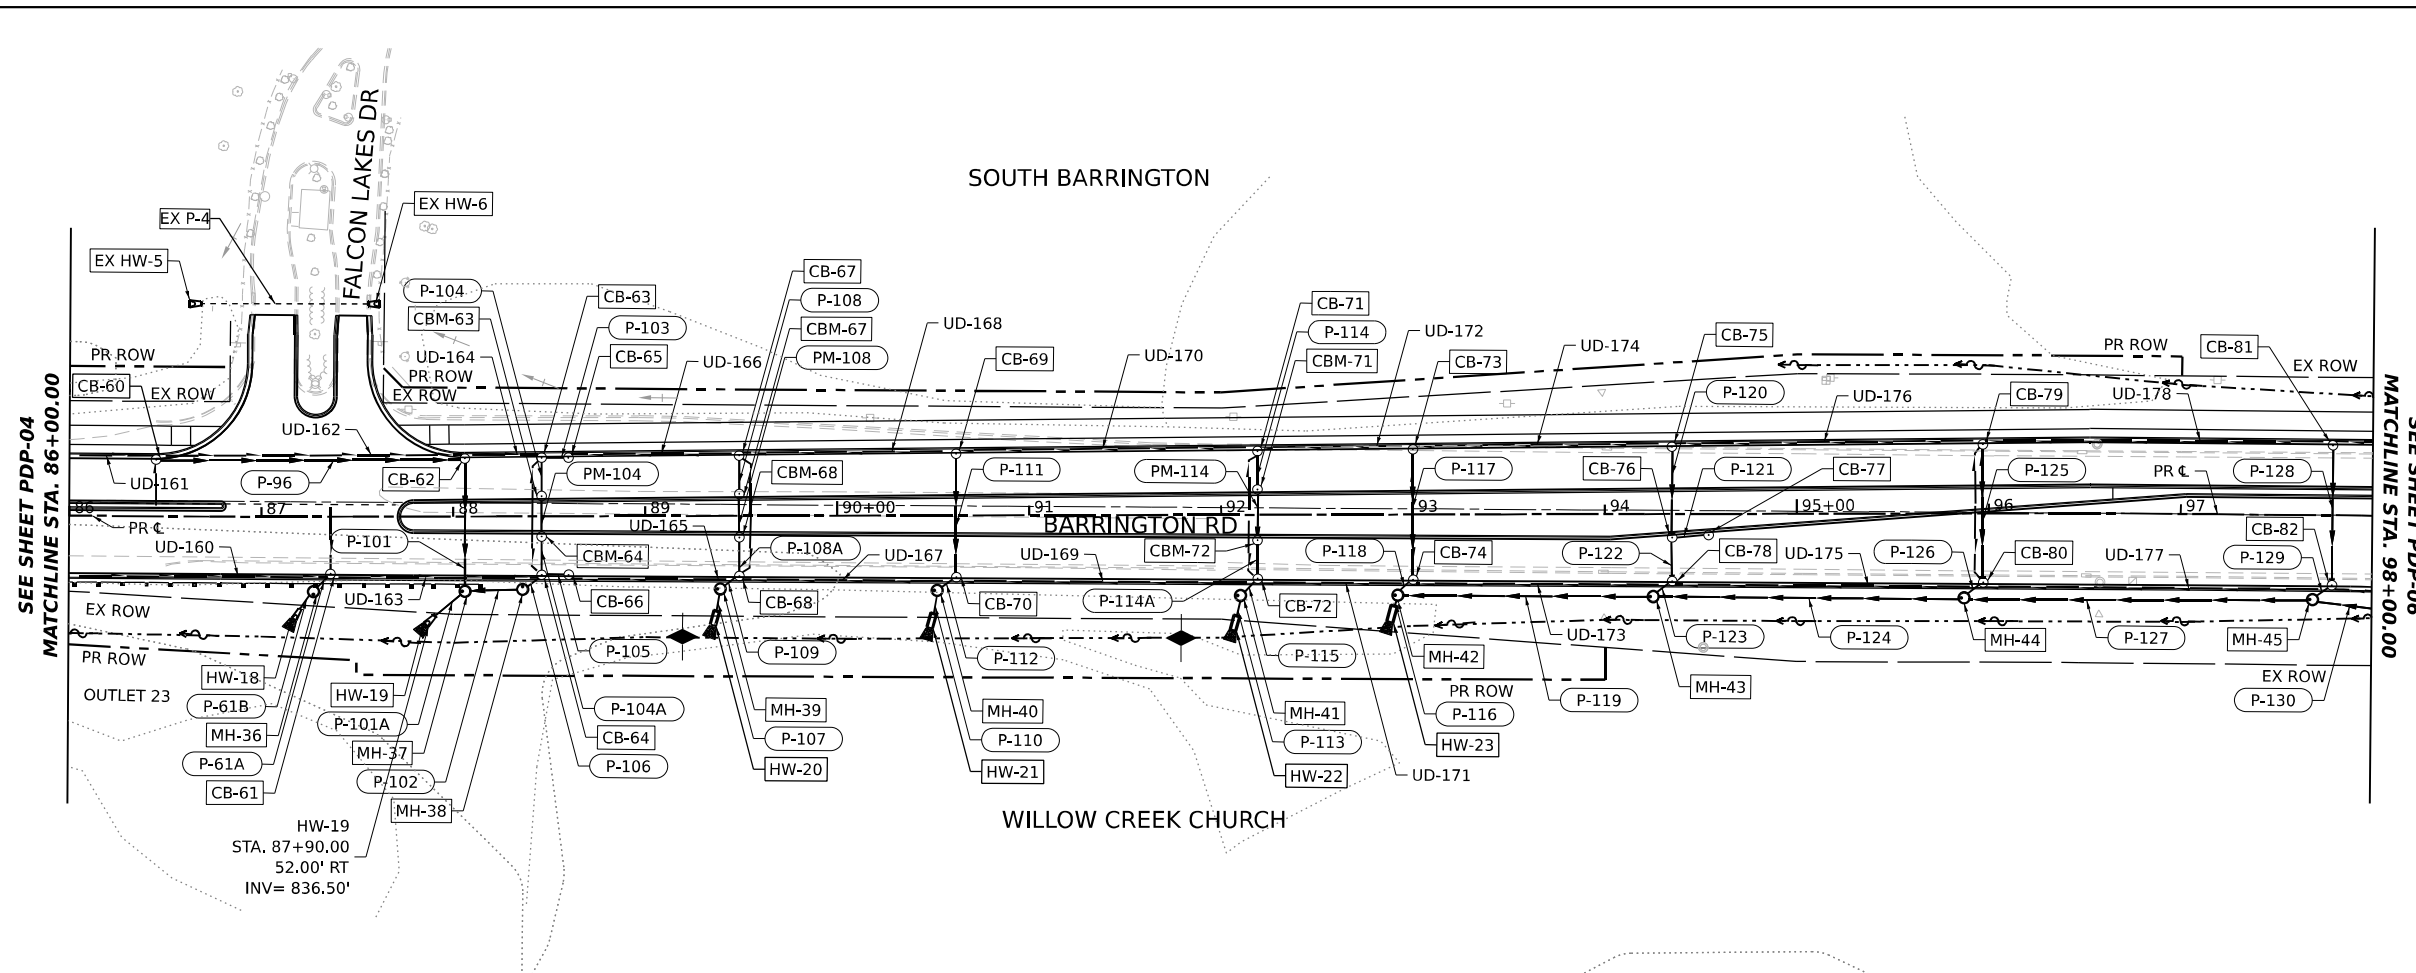 SOUTH BARRINGTON
FALCON LAKES DR
EX P-4
EX HW-6
EX HW-5
SEE SHEET PDP-04
MATCHLINE STA. 86+00.00
MATCHLINE STA. 98+00.00
SEE SHEET PDP-06
P-104
CB-63
CB-67
CBM-63
P-103
P-108
UD-168
CB-71
CBM-67
P-114
UD-172
CB-75
CB-81
PR ROW
UD-164
CB-65
UD-166
PM-108
CB-69
UD-170
CBM-71
CB-73
UD-174
PR ROW
EX ROW
CB-60
EX ROW
PR ROW
EX ROW
P-120
UD-176
CB-79
UD-178
UD-162
UD-161
P-96
CB-62
PM-104
CBM-68
P-111
PM-114
P-117
CB-76
P-121
CB-77
P-125
PR ℄
P-128
86
87
88
89
90+00
91
92
93
94
95+00
96
97
PR ℄
BARRINGTON RD
UD-160
P-101
UD-165
CBM-64
P-108A
UD-167
UD-169
CBM-72
P-118
CB-74
P-122
CB-78
UD-175
P-126
CB-80
UD-177
CB-82
P-129
EX ROW
UD-163
CB-66
CB-68
CB-70
P-114A
CB-72
PR ROW
P-105
P-109
P-112
P-115
MH-42
UD-173
P-123
P-124
MH-44
P-127
MH-45
OUTLET 23
HW-18
HW-19
P-61B
P-101A
P-104A
MH-39
MH-40
MH-41
PR ROW
P-116
P-119
MH-43
EX ROW
P-130
MH-36
MH-37
CB-64
P-107
P-110
P-113
HW-23
P-61A
P-102
P-106
HW-20
HW-21
HW-22
UD-171
CB-61
MH-38
WILLOW CREEK CHURCH
HW-19
STA. 87+90.00
52.00' RT
INV= 836.50'